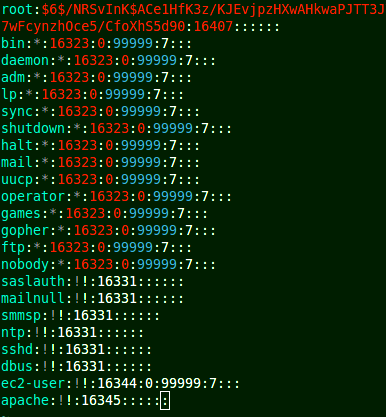 root:$6$/NRSvInK$ACe1HfK3z/KJEvjpzHXwAHkwaPJTT3J
7wFcynzhOce5/CfoXhS5d90:16407::::::
bin:*:16323:0:99999:7:::
daemon:*:16323:0:99999:7:::
adm:*:16323:0:99999:7:::
lp:*:16323:0:99999:7:::
sync:*:16323:0:99999:7:::
shutdown:*:16323:0:99999:7:::
halt:*:16323:0:99999:7:::
mail:*:16323:0:99999:7:::
uucp:*:16323:0:99999:7:::
operator:*:16323:0:99999:7:::
games:*:16323:0:99999:7:::
gopher:*:16323:0:99999:7:::
ftp:*:16323:0:99999:7:::
nobody:*:16323:0:99999:7:::
saslauth:!!:16331::::::
mailnull:!!:16331::::::
smmsp:!!:16331::::::
ntp:!!:16331::::::
sshd:!!:16331::::::
dbus:!!:16331::::::
ec2-user:!!:16344:0:99999:7:::
apache:!!:16345::::::